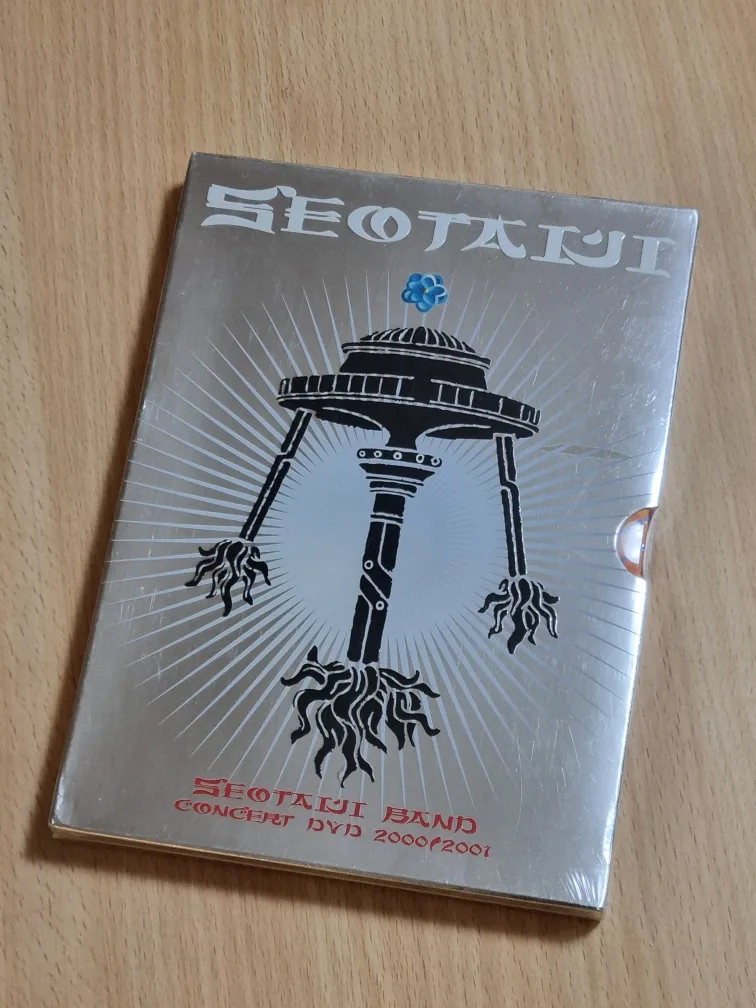 SEOTAIJI
SEOTAIJI BAND
CONCERT DVD 2000/2001